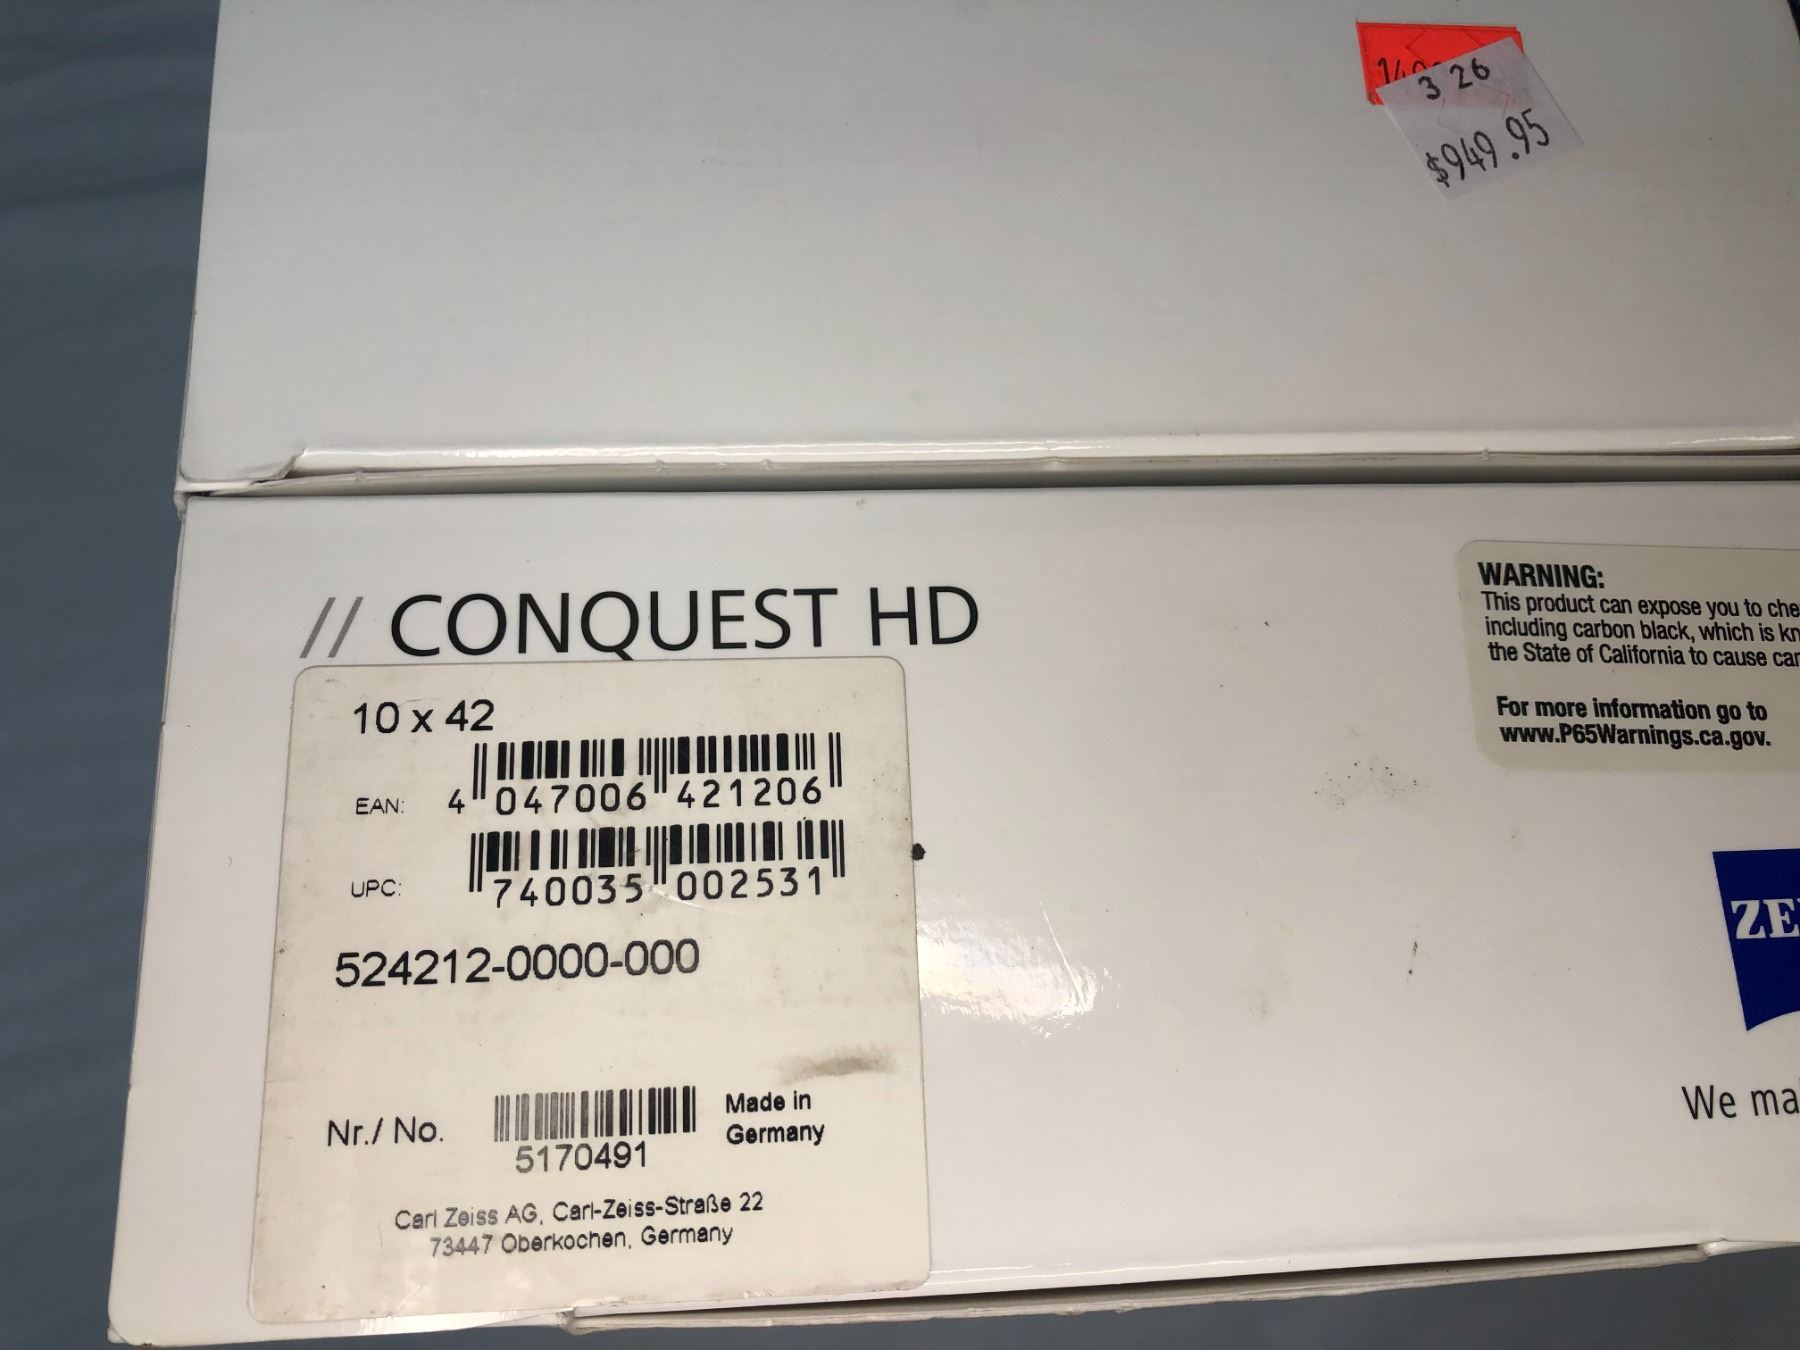 3 26
$949.95
// CONQUEST HD
10 x 42
EAN: 4 047006 421206
UPC: 740035 002531
524212-0000-000
Nr./ No. 5170491
Made in
Germany
Carl Zeiss AG, Carl-Zeiss-Straße 22
73447 Oberkochen, Germany
WARNING:
This product can expose you to che
including carbon black, which is kn
the State of California to cause can
For more information go to
www.P65Warnings.ca.gov.
ZE
We ma